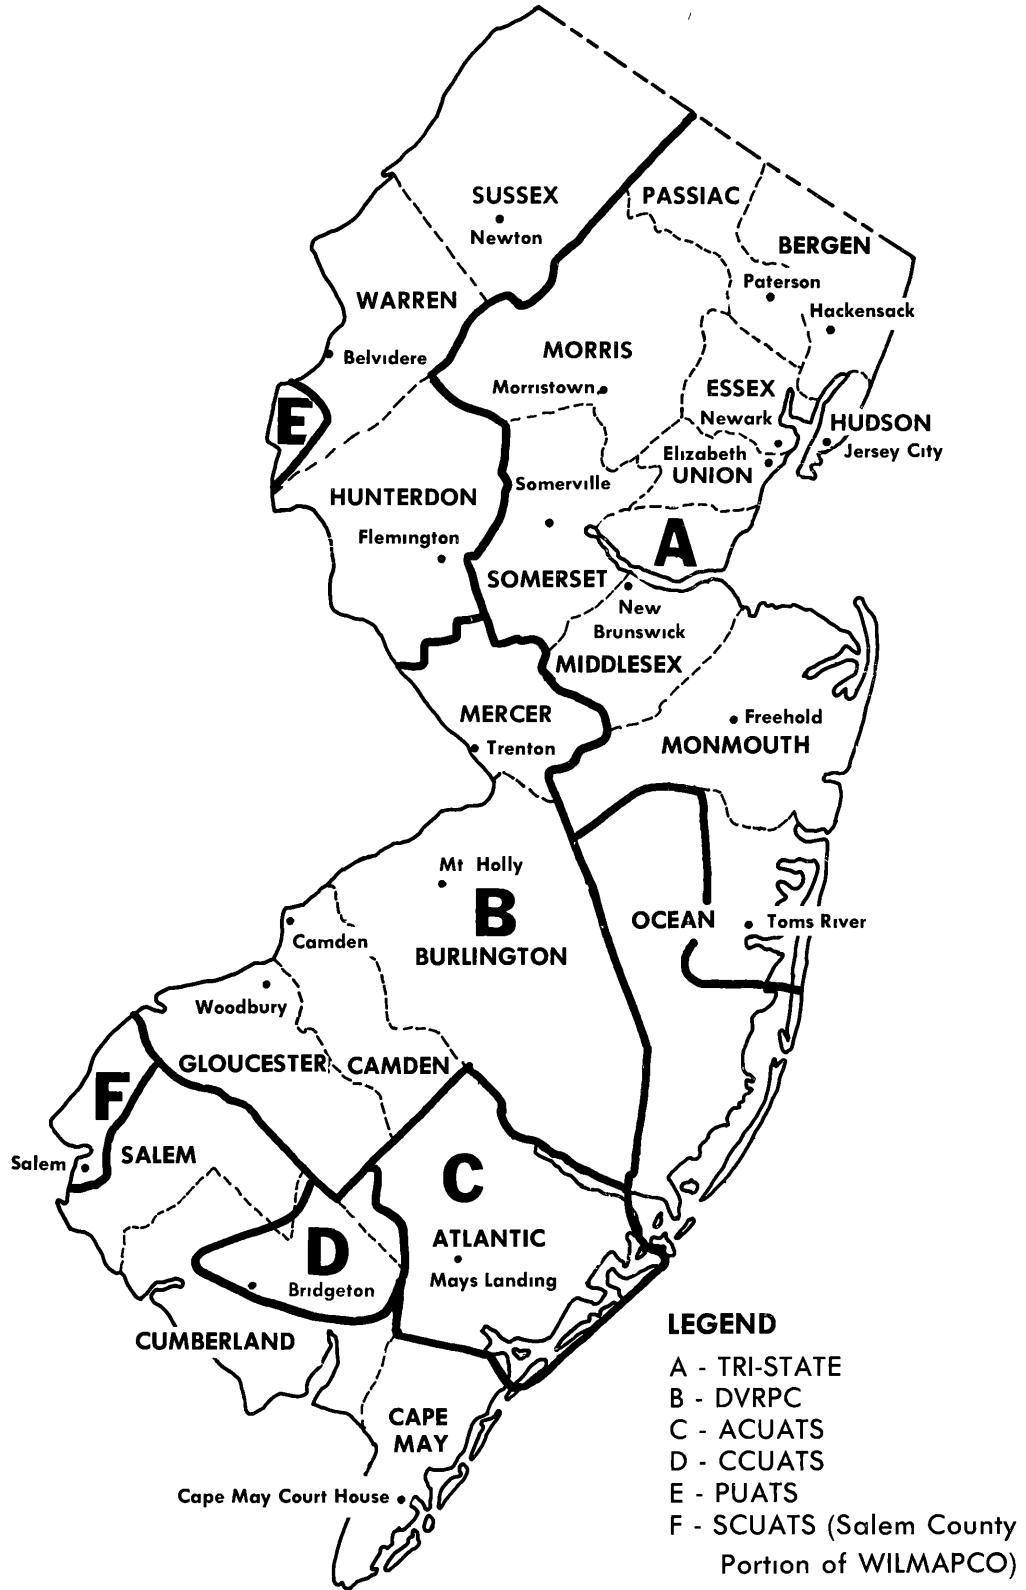 SUSSEX
Newton
PASSIAC
BERGEN
Paterson
Hackensack
WARREN
Belvidere
MORRIS
Morristown
ESSEX
Newark
HUDSON
Jersey City
Elizabeth
UNION
E
HUNTERDON
Flemington
Somerville
A
SOMERSET
New
Brunswick
MIDDLESEX
MERCER
Trenton
Freehold
MONMOUTH
Mt Holly
B
BURLINGTON
OCEAN
Toms River
Camden
Woodbury
GLOUCESTER
CAMDEN
F
Salem
SALEM
C
ATLANTIC
Mays Landing
D
Bridgeton
CUMBERLAND
CAPE
MAY
Cape May Court House
LEGEND
A - TRI-STATE
B - DVRPC
C - ACUATS
D - CCUATS
E - PUATS
F - SCUATS (Salem County
Portion of WILMAPCO)